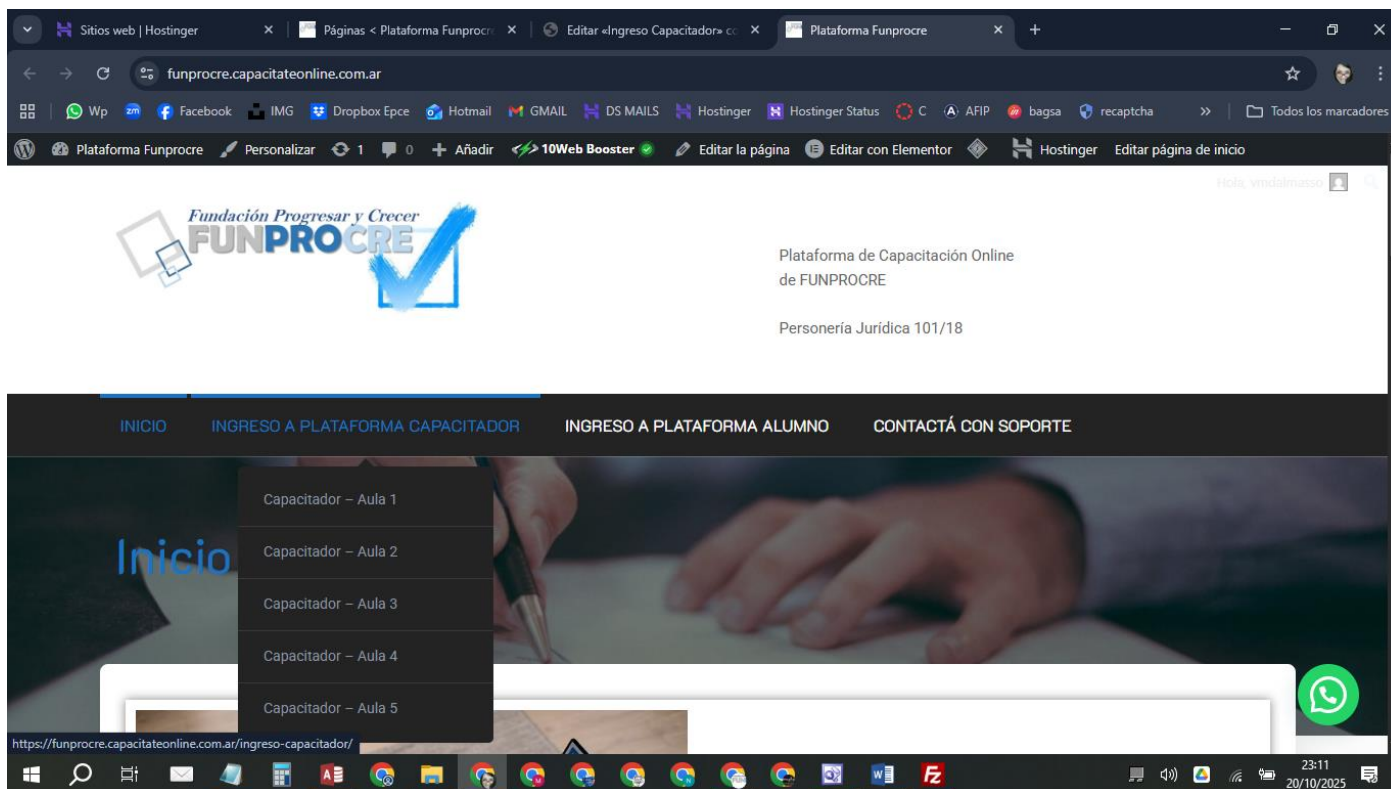 Sitios web | Hostinger
Páginas < Plataforma Funprocre
Editar «Ingreso Capacitador» co
Plataforma Funprocre
funprocre.capacitateonline.com.ar
Wp
Facebook
IMG
Dropbox Epce
Hotmail
GMAIL
DS MAILS
Hostinger
Hostinger Status
C
AFIP
bagsa
recaptcha
»
Todos los marcadores
Plataforma Funprocre
Personalizar
1
0
Añadir
10Web Booster
Editar la página
Editar con Elementor
Hostinger
Editar página de inicio
Hola, vmdalmasso
Fundación Progresar y Crecer
FUNPROCRE
Plataforma de Capacitación Online
de FUNPROCRE
Personería Jurídica 101/18
INICIO
INGRESO A PLATAFORMA CAPACITADOR
INGRESO A PLATAFORMA ALUMNO
CONTACTÁ CON SOPORTE
Capacitador – Aula 1
Capacitador – Aula 2
Inicio
Capacitador – Aula 3
Capacitador – Aula 4
Capacitador – Aula 5
https://funprocre.capacitateonline.com.ar/ingreso-capacitador/
23:11
20/10/2025